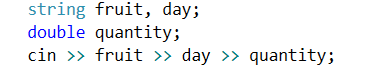 string fruit, day;
double quantity;
cin >> fruit >> day >> quantity;